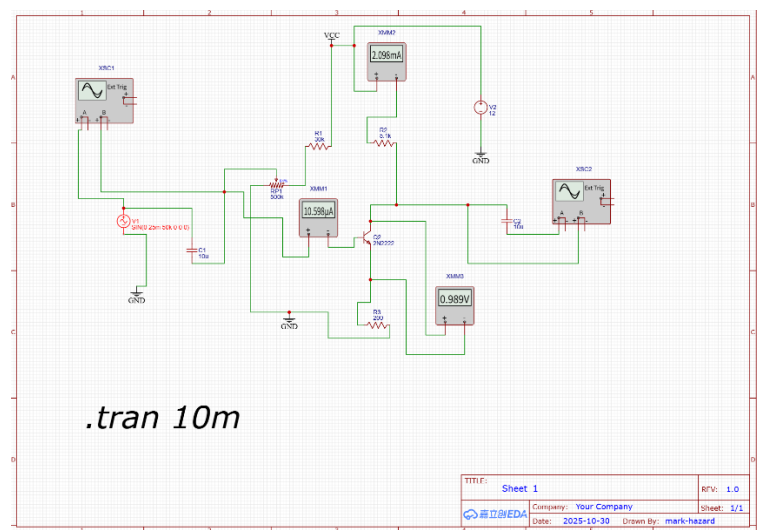 1 2 3 4 5
A
B
C
D
XSC1
Ext Trig
A B
VCC
XMM2
2.098mA
V2
12
GND
R1
30k
R2
5.1k
RP1
500k
XMM1
10.598μA
Q2
2N2222
XSC2
Ext Trig
A B
C2
10u
V1
SIN(0 25m 50k 0 0 0)
C1
10u
GND
XMM3
0.989V
GND
R3
200
.tran 10m
TITLE:
Sheet 1
REV: 1.0
嘉立创EDA
Company: Your Company
Sheet: 1/1
Date: 2025-10-30 Drawn By: mark-hazard